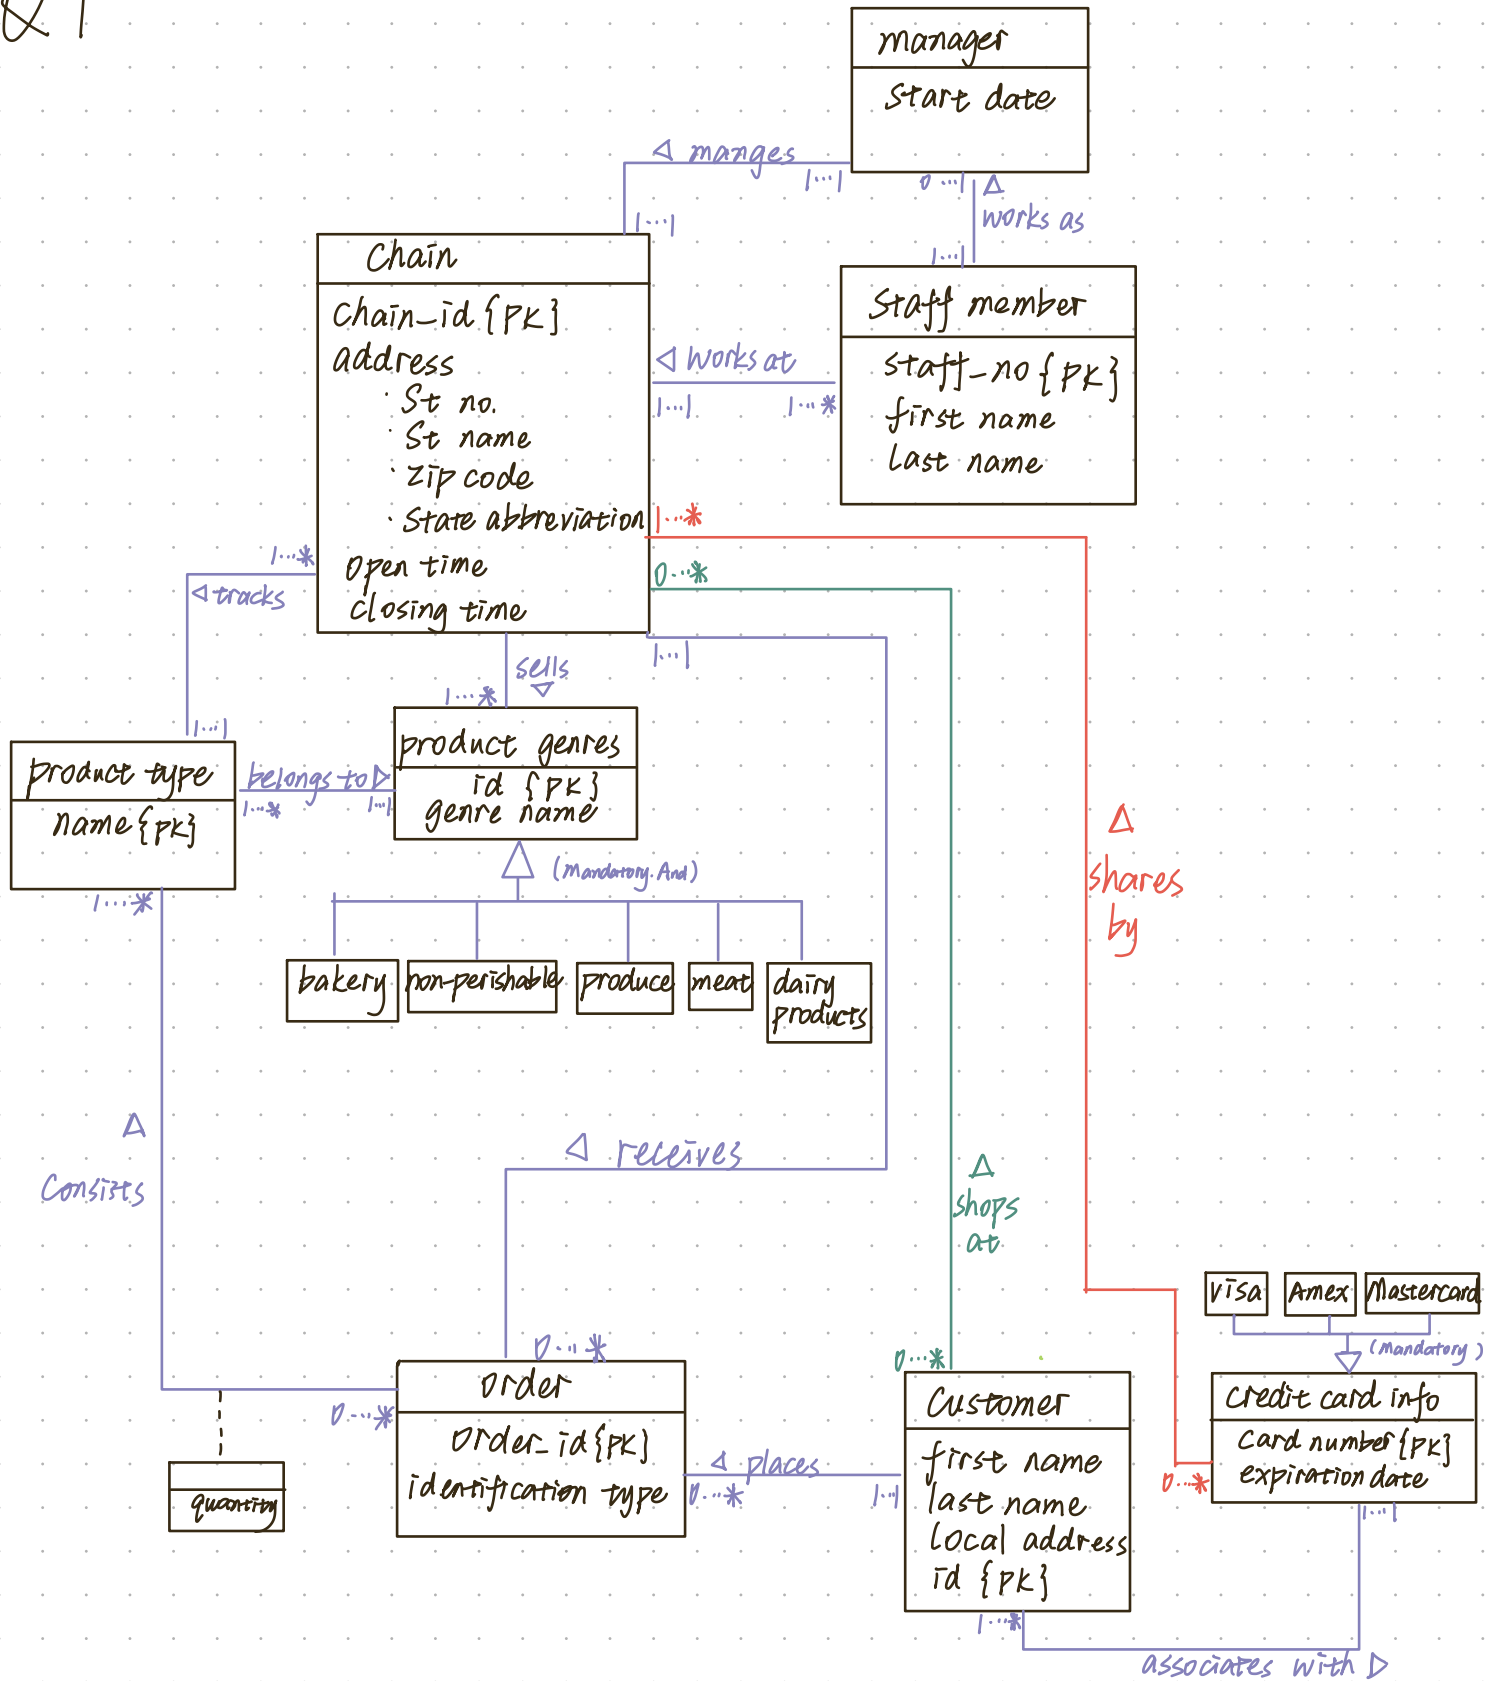 Q1
manager
Start date
manges
1...1
0...1
works as
1...1
1...1
Chain
Chain_id {PK}
address
· St no.
· St name
· Zip code
· State abbreviation
open time
closing time
Staff member
staff_no {PK}
first name
last name
works at
1...1
1...*
1...*
0...*
1...*
tracks
1...1
sells
1...*
1...1
product type
name {PK}
belongs to
1...*
1...1
product genres
id {PK}
genre name
(Mandatory. And)
1...*
bakery
non-perishable
produce
meat
dairy
products
shares
by
Consists
receives
shops
at
Visa
Amex
Mastercard
(mandatory)
0...*
0...*
0...*
order
order_id {PK}
identification type
quantity
places
0...*
1...1
Customer
first name
last name
local address
id {PK}
credit card info
card number {PK}
expiration date
0...*
1...1
1...*
associates with